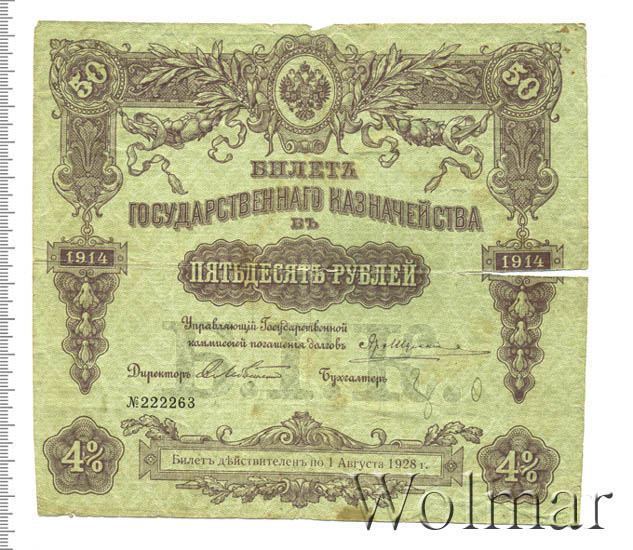 50 50
БИЛЕТЪ
ГОСУДАРСТВЕННАГО КАЗНАЧЕЙСТВА
ВЪ
1914 1914
ПЯТЬДЕСЯТЪ РУБЛЕЙ
Управляющій Государственной
коммиссіей погашенія долговъ
Директоръ Бухгалтеръ
№222263
4% 4%
Билетъ дѣйствителенъ по 1 Августа 1928 г.
Wolmar